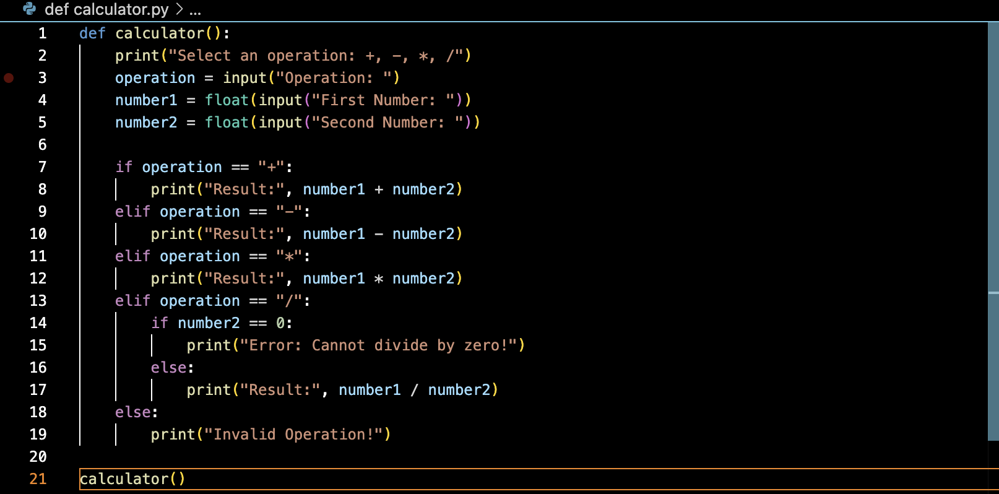 def calculator.py > ...
1 def calculator():
2     print("Select an operation: +, -, *, /")
3     operation = input("Operation: ")
4     number1 = float(input("First Number: "))
5     number2 = float(input("Second Number: "))
6
7     if operation == "+":
8         print("Result:", number1 + number2)
9     elif operation == "-":
10         print("Result:", number1 - number2)
11     elif operation == "*":
12         print("Result:", number1 * number2)
13     elif operation == "/":
14         if number2 == 0:
15             print("Error: Cannot divide by zero!")
16         else:
17             print("Result:", number1 / number2)
18     else:
19         print("Invalid Operation!")
20
21 calculator()